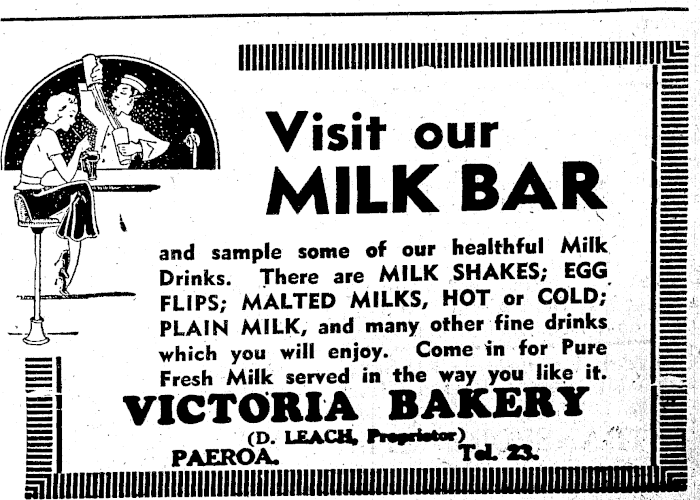 Visit our
MILK BAR
and sample some of our healthful Milk
Drinks. There are MILK SHAKES; EGG
FLIPS; MALTED MILKS, HOT or COLD;
PLAIN MILK, and many other fine drinks
which you will enjoy. Come in for Pure
Fresh Milk served in the way you like it.
VICTORIA BAKERY
(D. LEACH, Proprietor)
PAEROA. Tel. 23.